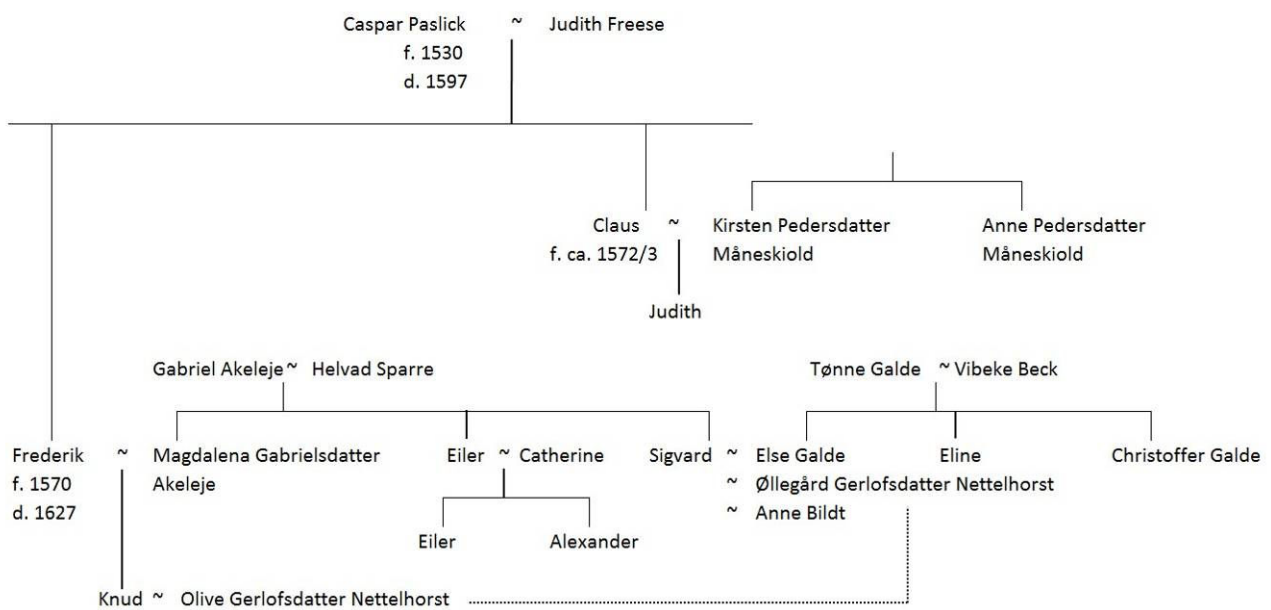 Caspar Paslick ~ Judith Freese
f. 1530
d. 1597
Claus ~ Kirsten Pedersdatter Anne Pedersdatter
f. ca. 1572/3 Måneskiold Måneskiold
Judith
Gabriel Akeleje ~ Helvad Sparre Tønne Galde ~ Vibeke Beck
Frederik ~ Magdalena Gabrielsdatter Eiler ~ Catherine Sigvard ~ Else Galde Eline Christoffer Galde
f. 1570 Akeleje ~ Øllegård Gerlofsdatter Nettelhorst
d. 1627 ~ Anne Bildt
Eiler Alexander
Knud ~ Olive Gerlofsdatter Nettelhorst